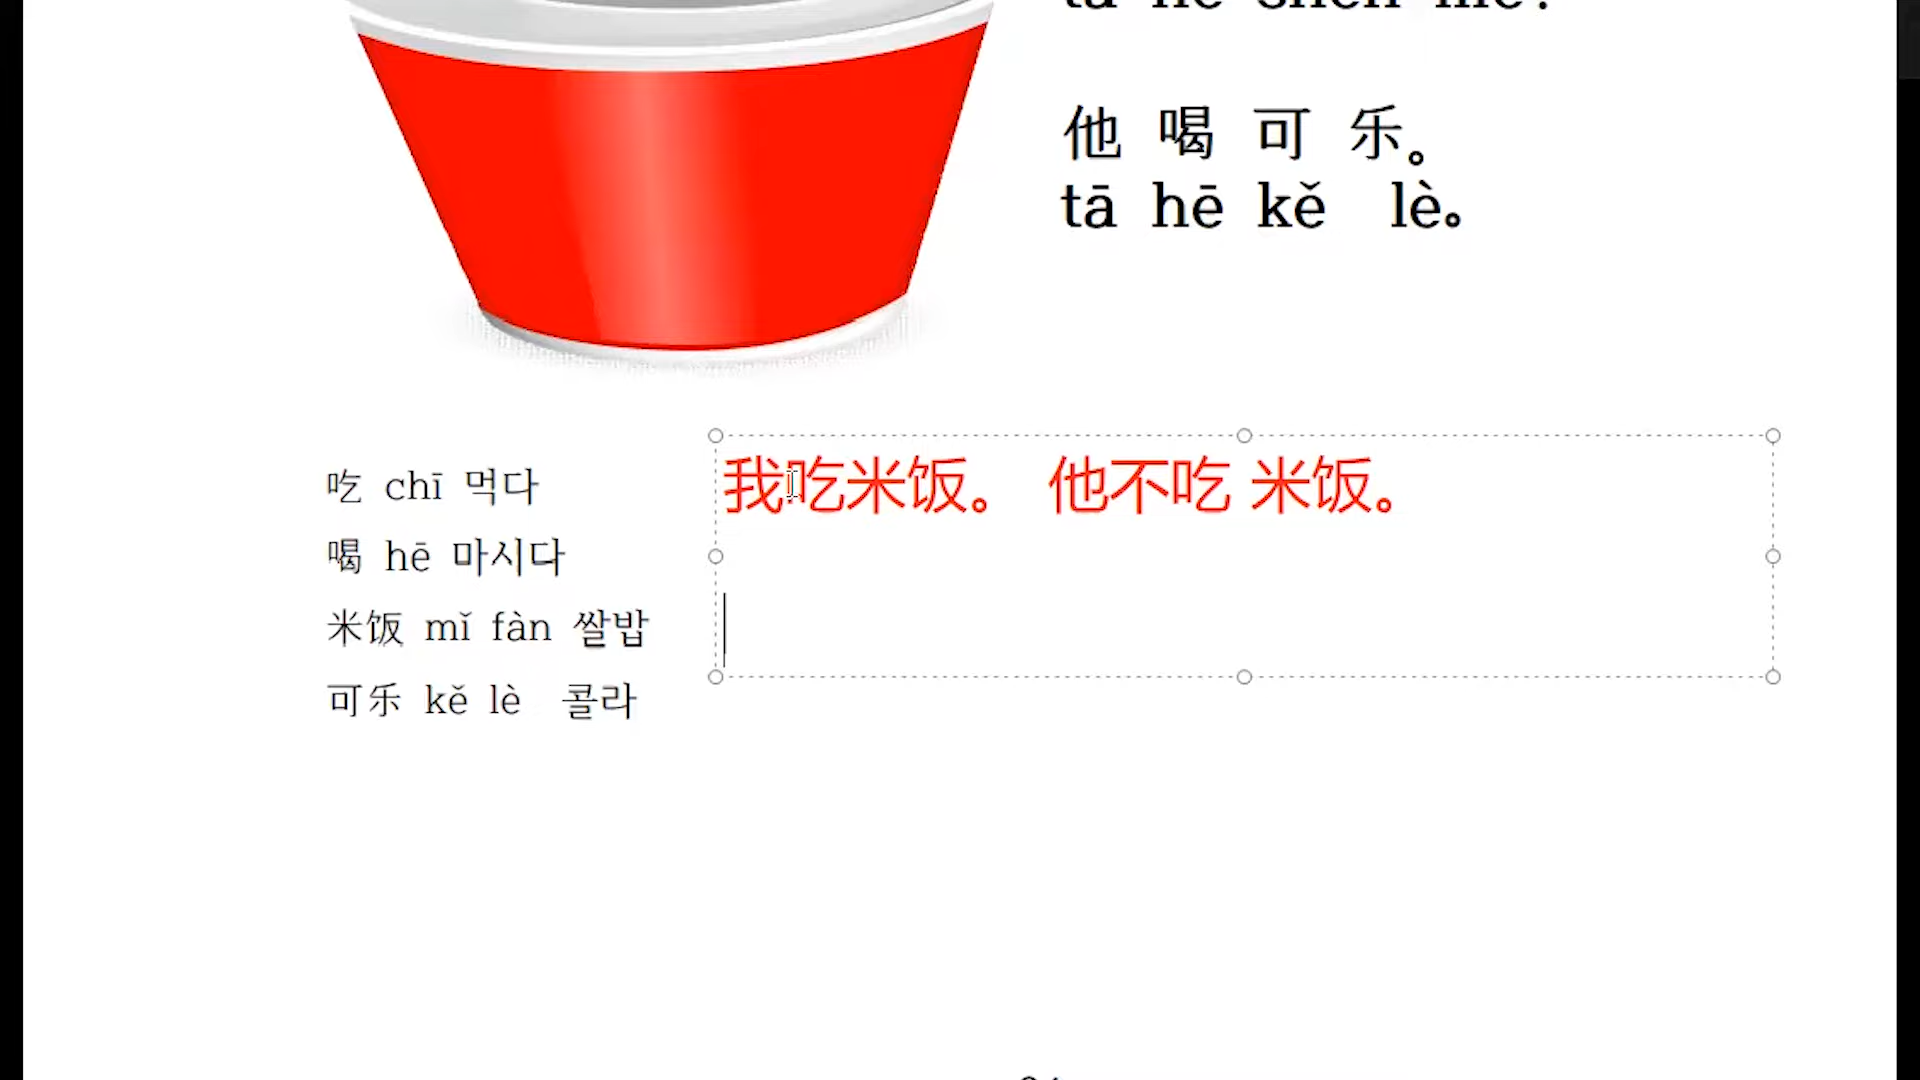 他 喝 可 乐。
tā hē kě lè。
吃 chī 먹다
喝 hē 마시다
米饭 mǐ fàn 쌀밥
可乐 kě lè 콜라
我吃米饭。 他不吃 米饭。